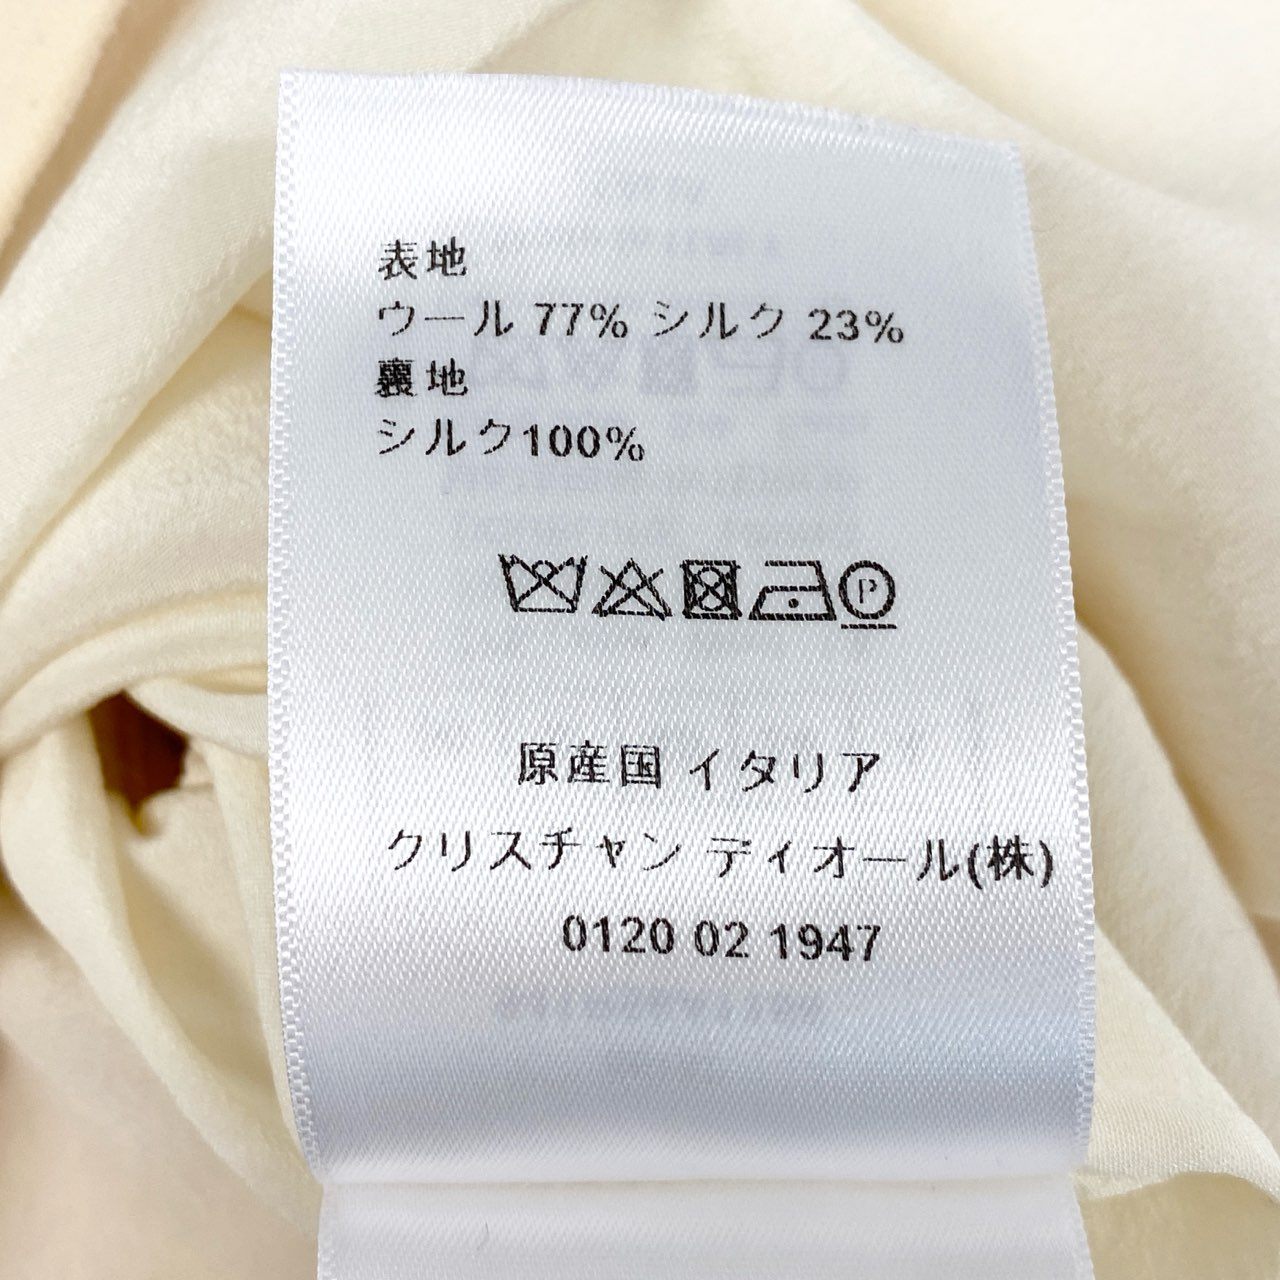 表地
ウール 77% シルク 23%
裏地
シルク100%
P
原産国 イタリア
クリスチャン ディオール(株)
0120 02 1947